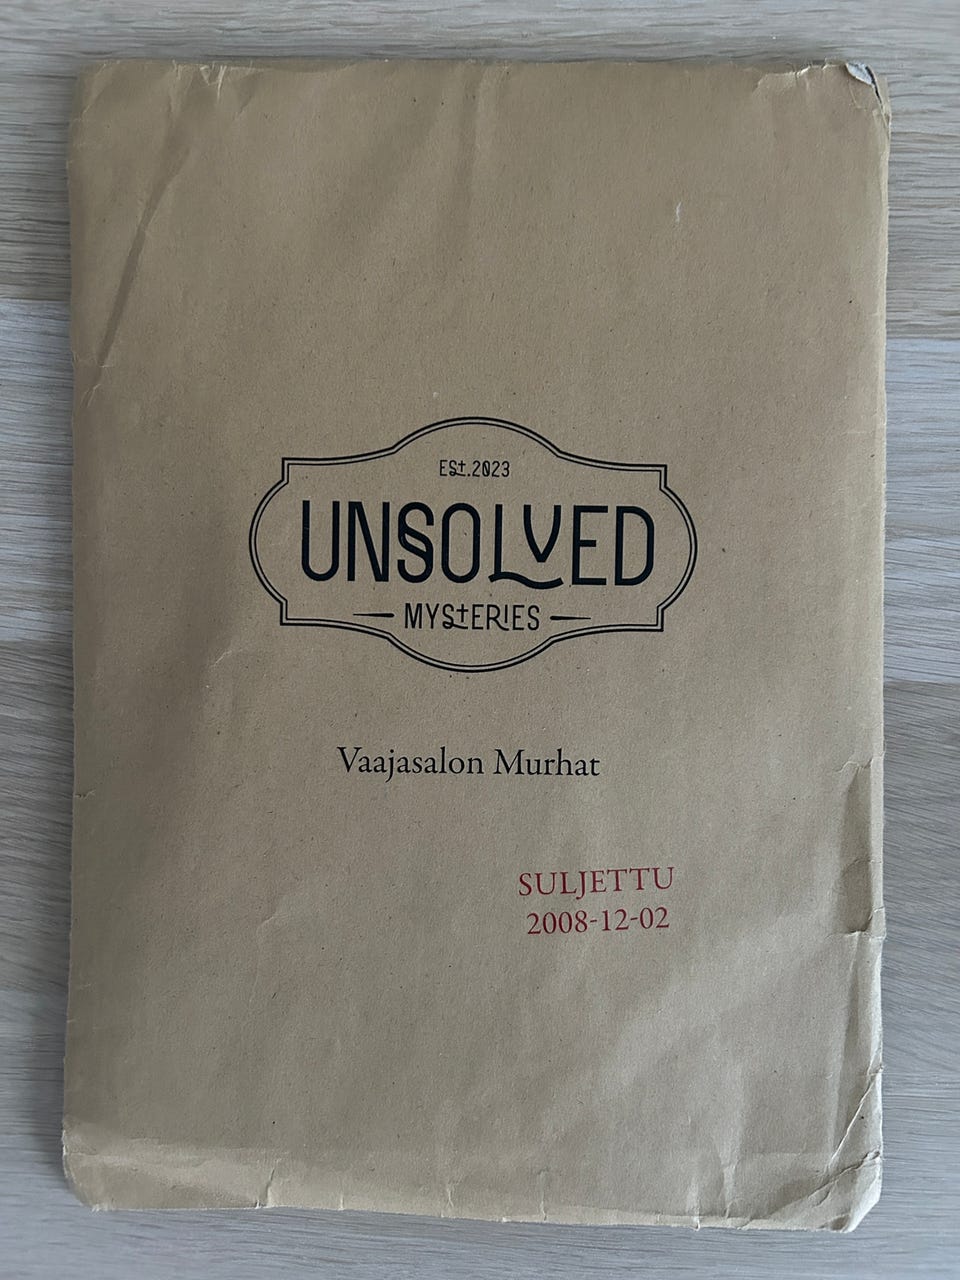 EST.2023
UNSOLVED
MYSTERIES
Vaajasalon Murhat
SULJETTU
2008-12-02